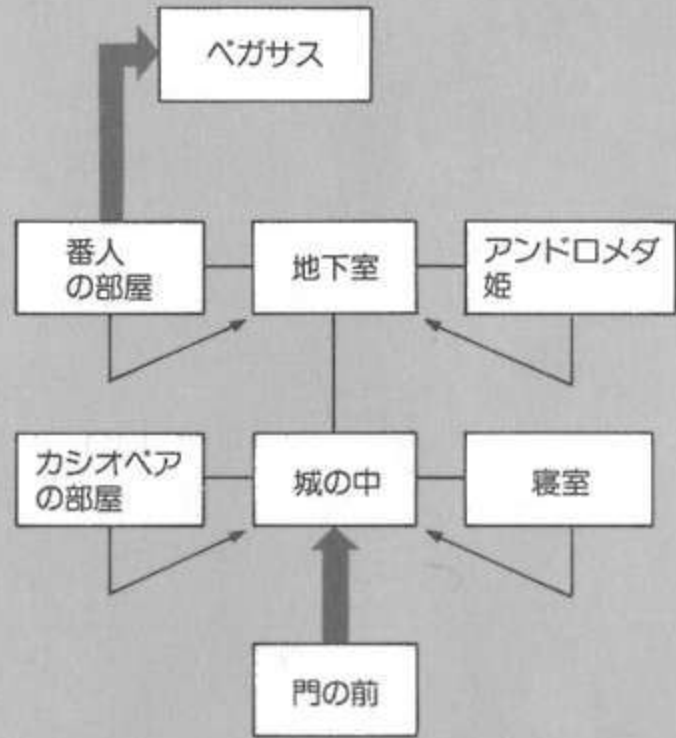 ペガサス
番人
の部屋
地下室
アンドロメダ
姫
カシオペア
の部屋
城の中
寝室
門の前